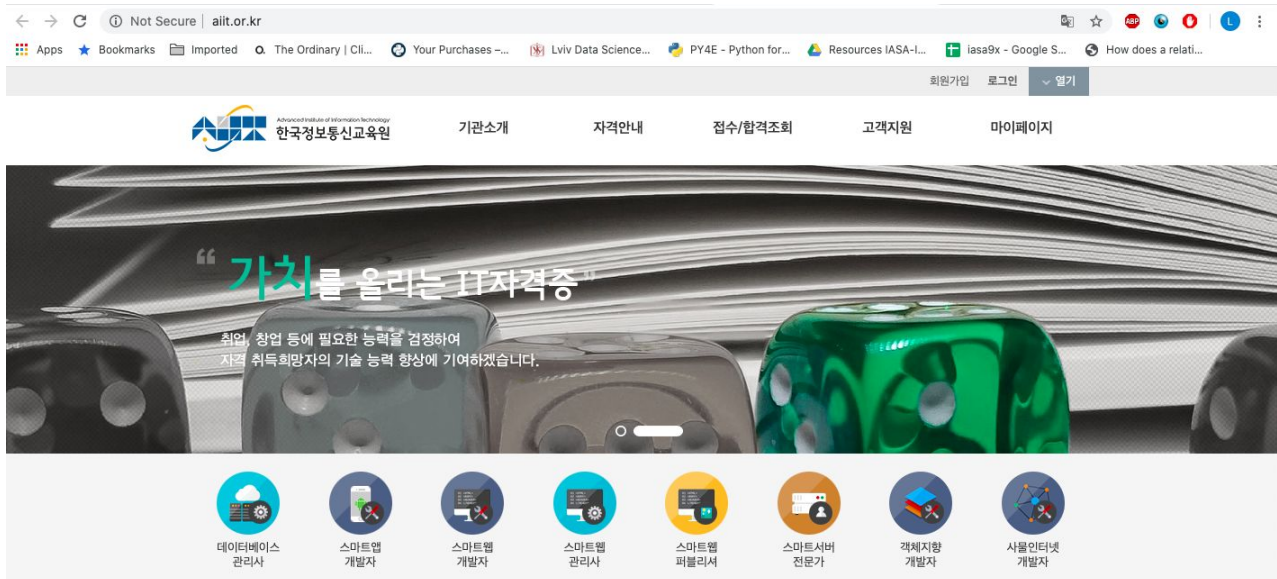 Not Secure | aiit.or.kr
Apps Bookmarks Imported O. The Ordinary | Cli... Your Purchases –... Lviv Data Science... PY4E - Python for... Resources IASA-I... iasa9x - Google S... How does a relati...
회원가입 로그인 열기
Advanced Institute of Information Technology
한국정보통신교육원 기관소개 자격안내 접수/합격조회 고객지원 마이페이지
“가치를 올리는 IT자격증”
취업, 창업 등에 필요한 능력을 검정하여
자격 취득희망자의 기술 능력 향상에 기여하겠습니다.
데이터베이스 스마트앱 스마트웹 스마트웹 스마트웹 스마트서버 객체지향 사물인터넷
관리사 개발자 개발자 관리사 퍼블리셔 전문가 개발자 개발자